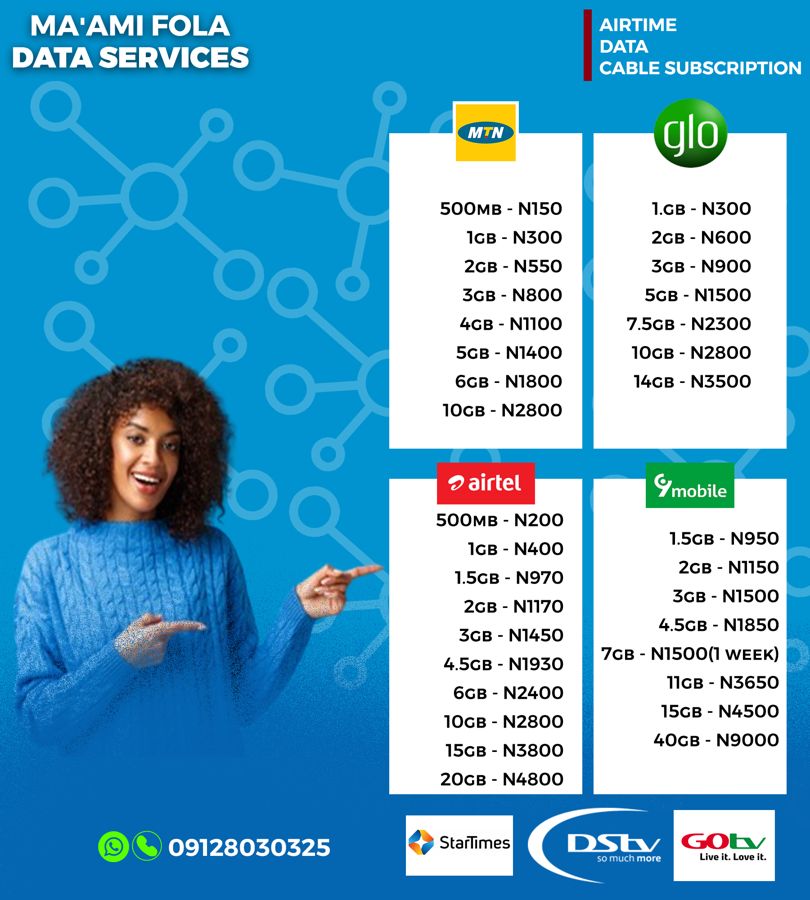 MA'AMI FOLA
DATA SERVICES
AIRTIME
DATA
CABLE SUBSCRIPTION
MTN
500MB - N150
1GB - N300
2GB - N550
3GB - N800
4GB - N1100
5GB - N1400
6GB - N1800
10GB - N2800
glo
1.GB - N300
2GB - N600
3GB - N900
5GB - N1500
7.5GB - N2300
10GB - N2800
14GB - N3500
airtel
500MB - N200
1GB - N400
1.5GB - N970
2GB - N1170
3GB - N1450
4.5GB - N1930
6GB - N2400
10GB - N2800
15GB - N3800
20GB - N4800
9mobile
1.5GB - N950
2GB - N1150
3GB - N1500
4.5GB - N1850
7GB - N1500(1 WEEK)
11GB - N3650
15GB - N4500
40GB - N9000
09128030325
StarTimes
DStv
so much more
GOtv
Live it. Love it.